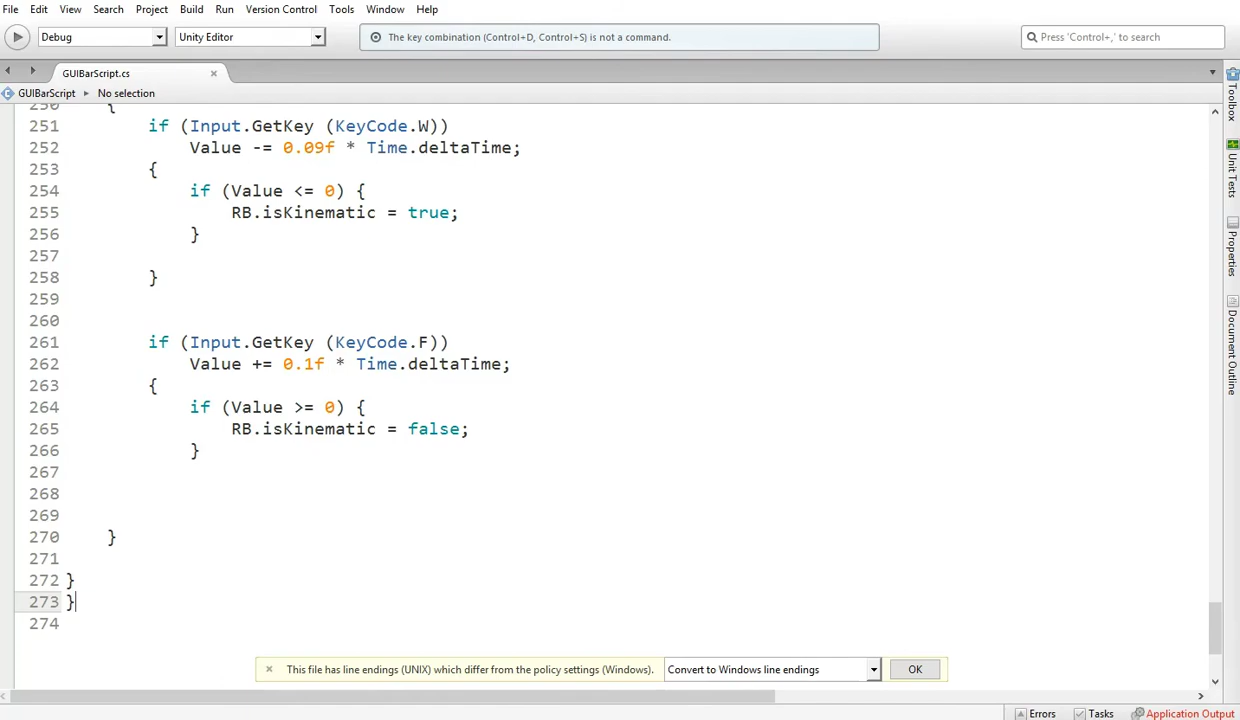 File Edit View Search Project Build Run Version Control Tools Window Help
Debug Unity Editor The key combination (Control+D, Control+S) is not a command. Press 'Control+,' to search
GUIBarScript.cs
GUIBarScript No selection
250 {
251 if (Input.GetKey (KeyCode.W))
252 Value -= 0.09f * Time.deltaTime;
253 {
254 if (Value <= 0) {
255 RB.isKinematic = true;
256 }
257
258 }
259
260
261 if (Input.GetKey (KeyCode.F))
262 Value += 0.1f * Time.deltaTime;
263 {
264 if (Value >= 0) {
265 RB.isKinematic = false;
266 }
267
268
269
270 }
271
272 }
273 }
274
Toolbox
Unit Tests
Properties
Document Outline
This file has line endings (UNIX) which differ from the policy settings (Windows). Convert to Windows line endings OK
Errors Tasks Application Output